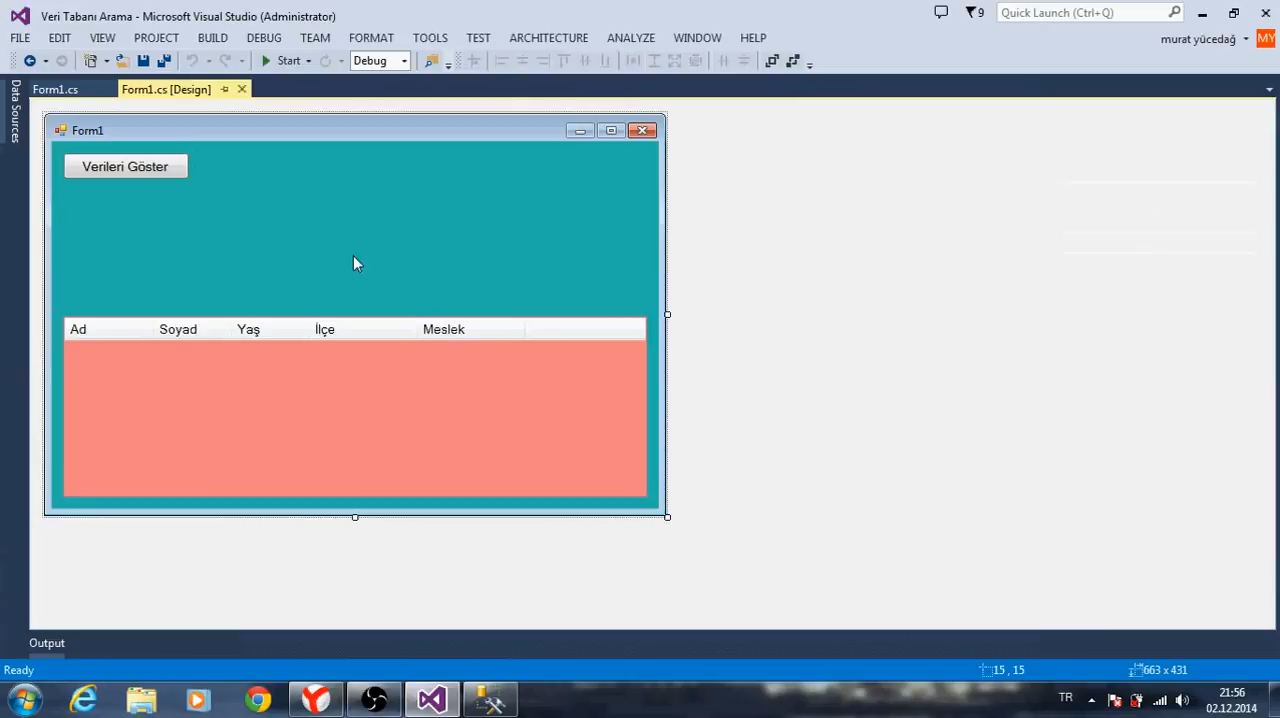 Veri Tabanı Arama - Microsoft Visual Studio (Administrator)
9
Quick Launch (Ctrl+Q)
FILE EDIT VIEW PROJECT BUILD DEBUG TEAM FORMAT TOOLS TEST ARCHITECTURE ANALYZE WINDOW HELP
murat yücedağ MY
Start Debug
Data Sources
Form1.cs Form1.cs [Design]
Form1
Verileri Göster
Ad Soyad Yaş İlçe Meslek
Output
Ready 15 , 15 663 x 431
TR 21:56
02.12.2014